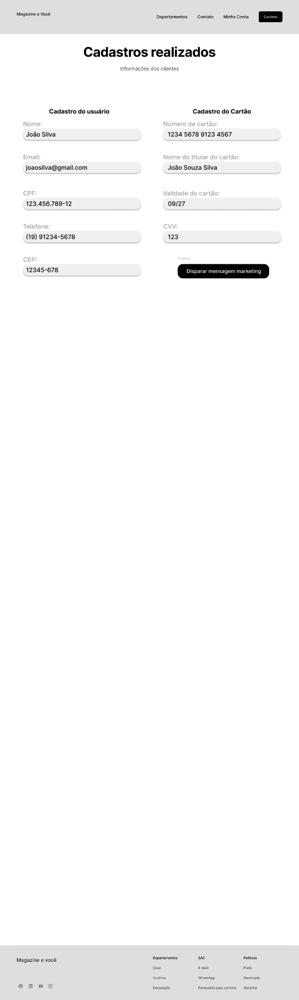 Magazine e Você
Departamentos
Contato
Minha Conta
Carrinho
Cadastros realizados
Informações dos clientes
Cadastro do usuário
Nome:
João Silva
Email:
joaosilva@gmail.com
CPF:
123.456.789-12
Telefone:
(19) 91234-5678
CEP:
12345-678
Cadastro do Cartão
Número de cartão:
1234 5678 9123 4567
Nome do titular do cartão:
João Souza Silva
Validade do cartão:
09/27
CVV:
123
Frame
Disparar mensagem marketing
Magazine e você
Departamentos
Casa
Cozinha
Decoração
SAC
E-mail
WhatsApp
Formulário para contato
Políticas
Frete
Devolução
Garantia